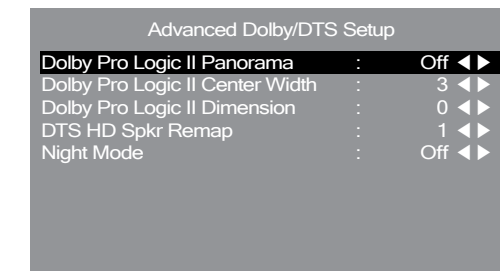 Advanced Dolby/DTS Setup
Dolby Pro Logic II Panorama : Off ◀▶
Dolby Pro Logic II Center Width : 3 ◀▶
Dolby Pro Logic II Dimension : 0 ◀▶
DTS HD Spkr Remap : 1 ◀▶
Night Mode : Off ◀▶